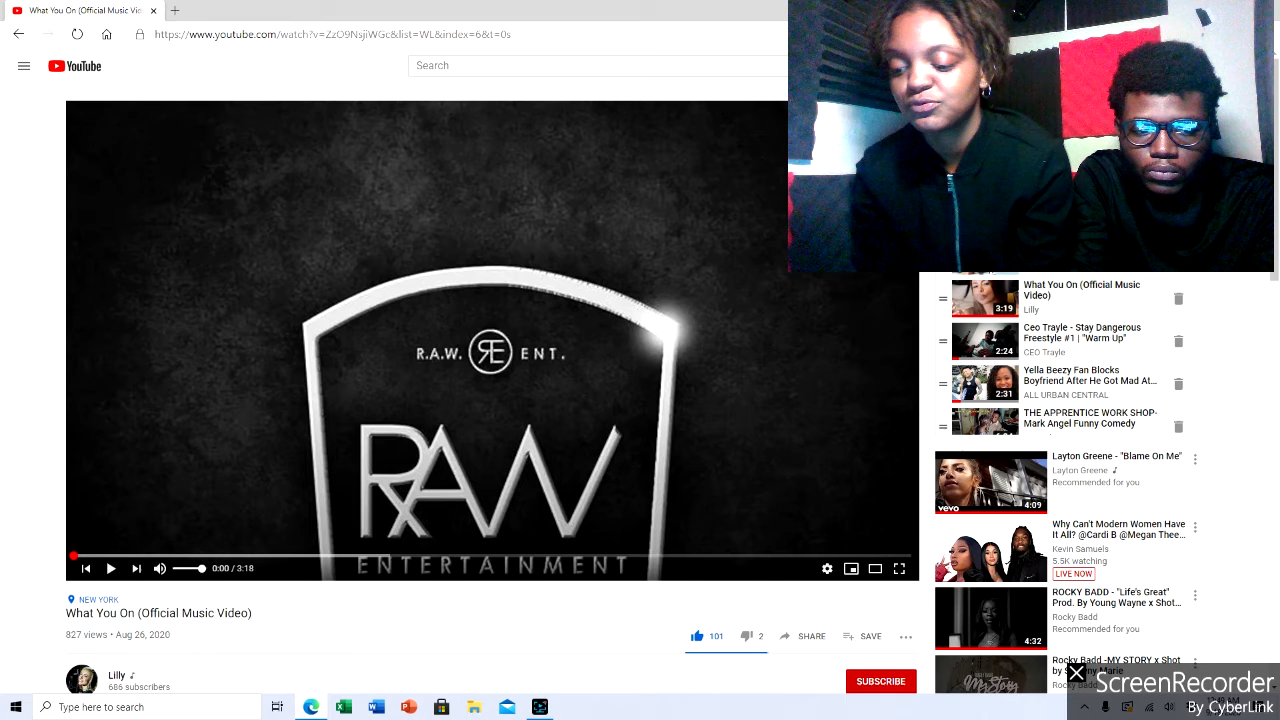 What You On (Official Music Vid
https://www.youtube.com/watch?v=ZzO9NsjiWGc&list=WL&index=6&t=0s
YouTube
Search
R.A.W. RE ENT.
RAW
ENTERTAINMENT
0:00 / 3:18
NEW YORK
What You On (Official Music Video)
827 views • Aug 26, 2020
101
2
SHARE
SAVE
Lilly
686 subscribers
SUBSCRIBE
3:19
What You On (Official Music
Video)
Lilly
2:24
Ceo Trayle - Stay Dangerous
Freestyle #1 | "Warm Up"
CEO Trayle
2:31
Yella Beezy Fan Blocks
Boyfriend After He Got Mad At...
ALL URBAN CENTRAL
THE APPRENTICE WORK SHOP-
Mark Angel Funny Comedy
vevo
4:09
Layton Greene - "Blame On Me"
Layton Greene
Recommended for you
Why Can't Modern Women Have
It All? @Cardi B @Megan Thee...
Kevin Samuels
5.5K watching
LIVE NOW
4:32
ROCKY BADD - "Life's Great"
Prod. By Young Wayne x Shot...
Rocky Badd
Recommended for you
My Story
Rocky Badd -MY STORY x Shot
Rocky Badd
ScreenRecorder
By CyberLink
Type here to search